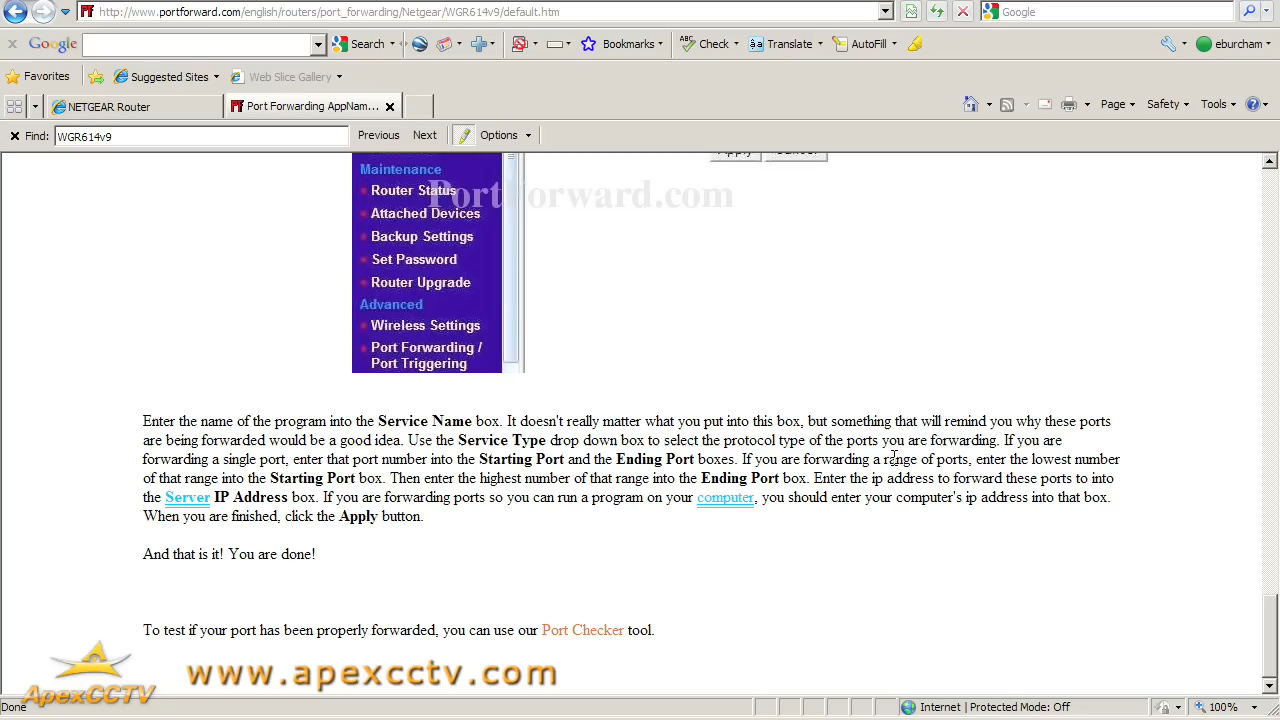 http://www.portforward.com/english/routers/port_forwarding/Netgear/WGR614v9/default.htm
Google
Google Search Bookmarks Check Translate AutoFill eburcham
Favorites Suggested Sites Web Slice Gallery
NETGEAR Router Port Forwarding AppNam... Page Safety Tools
Find: WGR614v9 Previous Next Options
Apply Cancel
Maintenance
PortForward.com
Router Status
Attached Devices
Backup Settings
Set Password
Router Upgrade
Advanced
Wireless Settings
Port Forwarding /
Port Triggering
Enter the name of the program into the Service Name box. It doesn't really matter what you put into this box, but something that will remind you why these ports
are being forwarded would be a good idea. Use the Service Type drop down box to select the protocol type of the ports you are forwarding. If you are
forwarding a single port, enter that port number into the Starting Port and the Ending Port boxes. If you are forwarding a range of ports, enter the lowest number
of that range into the Starting Port box. Then enter the highest number of that range into the Ending Port box. Enter the ip address to forward these ports to into
the Server IP Address box. If you are forwarding ports so you can run a program on your computer, you should enter your computer's ip address into that box.
When you are finished, click the Apply button.
And that is it! You are done!
To test if your port has been properly forwarded, you can use our Port Checker tool.
ApexCCTV www.apexcctv.com
Done Internet | Protected Mode: Off 100%